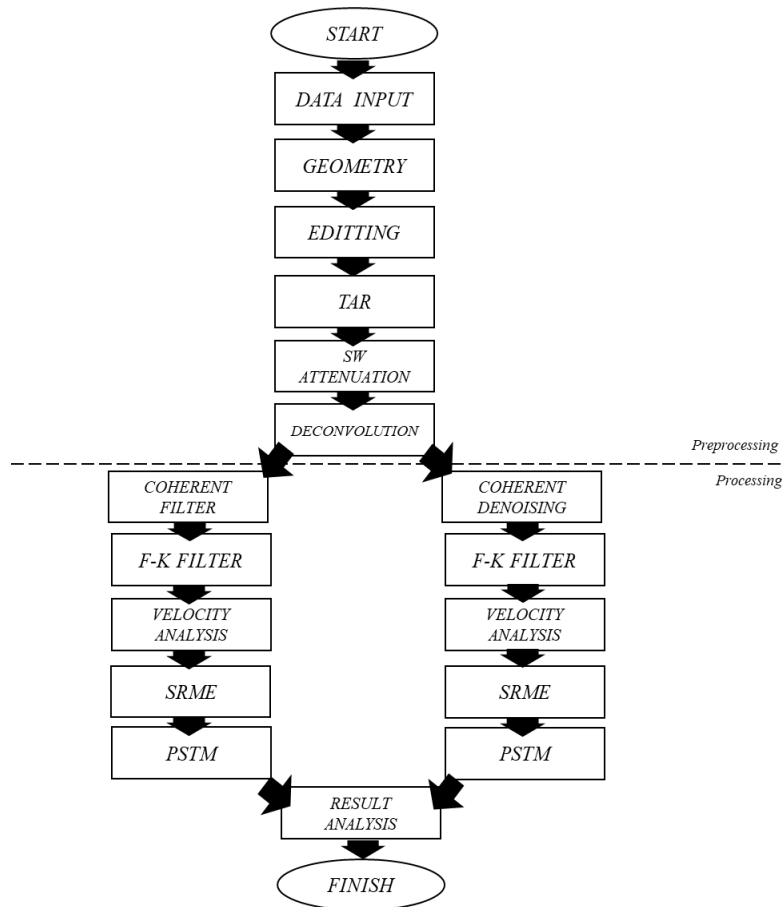 START
DATA INPUT
GEOMETRY
EDITTING
TAR
SW
ATTENUATION
DECONVOLUTION
Preprocessing
Processing
COHERENT
FILTER
F-K FILTER
VELOCITY
ANALYSIS
SRME
PSTM
COHERENT
DENOISING
F-K FILTER
VELOCITY
ANALYSIS
SRME
PSTM
RESULT
ANALYSIS
FINISH